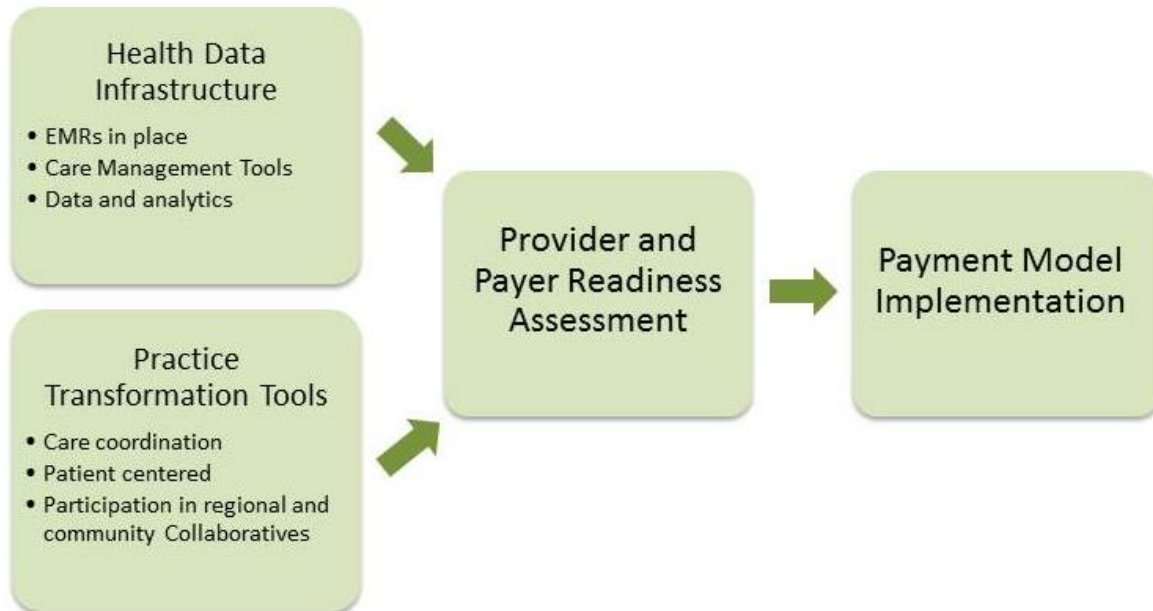 Health Data
Infrastructure
• EMRs in place
• Care Management Tools
• Data and analytics
Practice
Transformation Tools
• Care coordination
• Patient centered
• Participation in regional and
community Collaboratives
Provider and
Payer Readiness
Assessment
Payment Model
Implementation